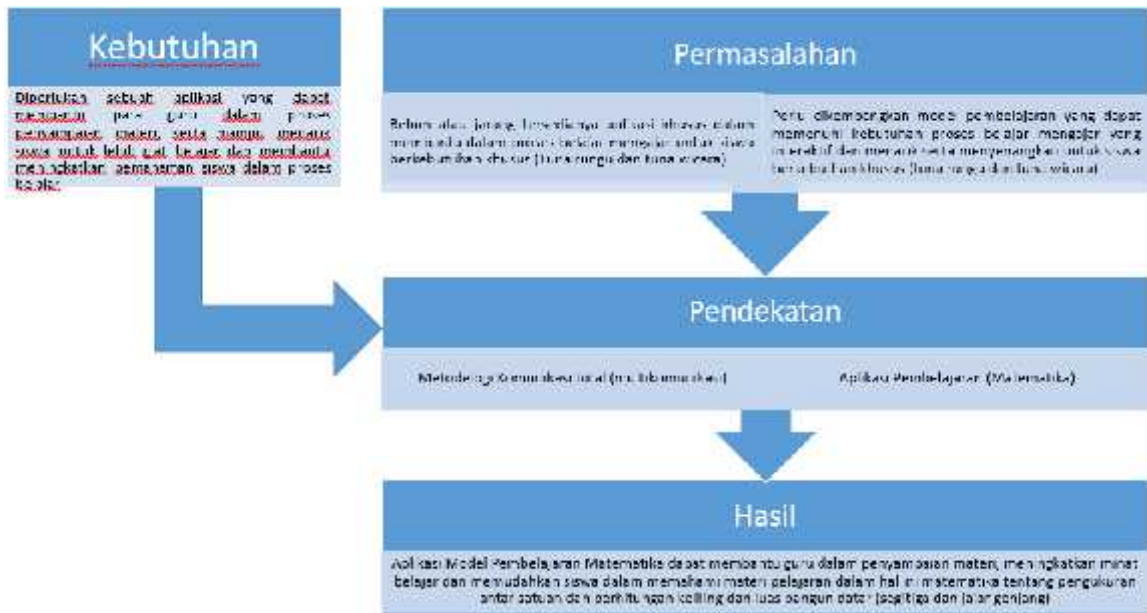 Kebutuhan
Diperlukan sebuah aplikasi yang dapat
membantu para guru dalam proses
penyampaian materi, serta mampu menarik
siswa untuk lebih giat belajar dan membantu
meningkatkan pemahaman siswa dalam proses
belajar
Permasalahan
Belum atau jarang tersedianya aplikasi khusus dalam
membantu dalam proses belajar mengajar untuk siswa
berkebutuhan khusus (tuna rungu dan tuna wicara)
Perlu dikembangkan model pembelajaran yang dapat
memenuhi kebutuhan proses belajar mengajar yang
interaktif dan menarik serta menyenangkan untuk siswa
berkebutuhan khusus (tuna rungu dan tuna wicara)
Pendekatan
Metodelogi Komunikasi Total (multikomunikasi)
Aplikasi Pembelajaran (Matematika)
Hasil
Aplikasi Model Pembelajaran Matematika dapat membantu guru dalam penyampaian materi, meningkatkan minat
belajar dan memudahkan siswa dalam memahami materi pelajaran dalam hal ini matematika tentang pengukuran
antar satuan dan perhitungan keliling dan luas bangun datar (segitiga dan jajar genjang)